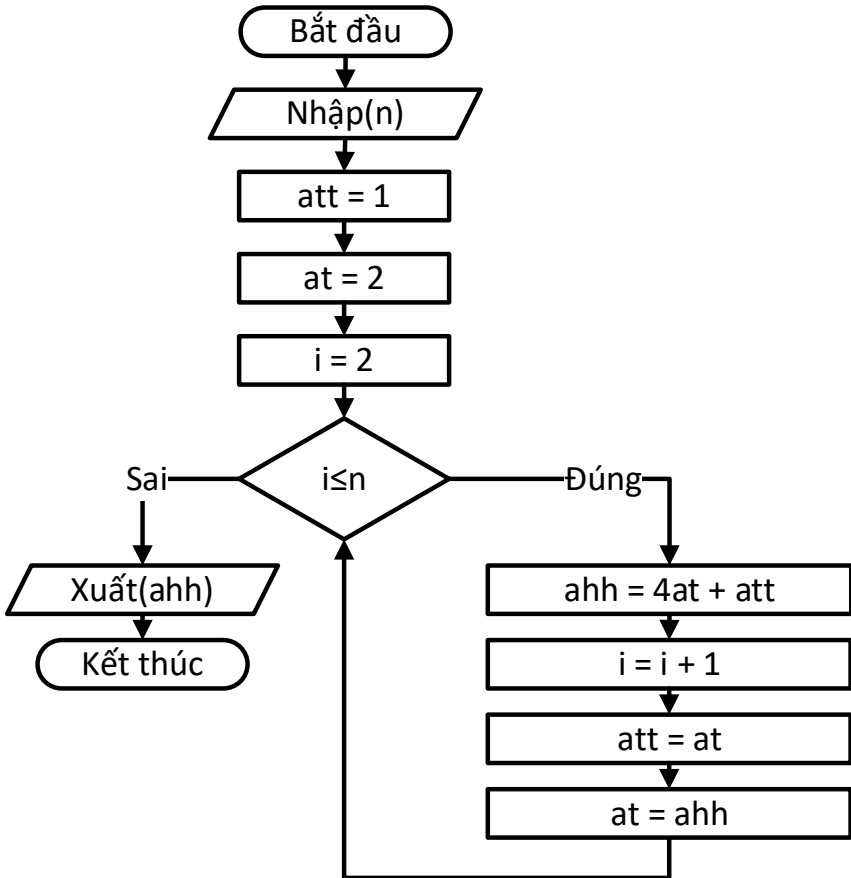 Bắt đầu
Nhập(n)
att = 1
at = 2
i = 2
i≤n
Sai
Đúng
Xuất(ahh)
Kết thúc
ahh = 4at + att
i = i + 1
att = at
at = ahh